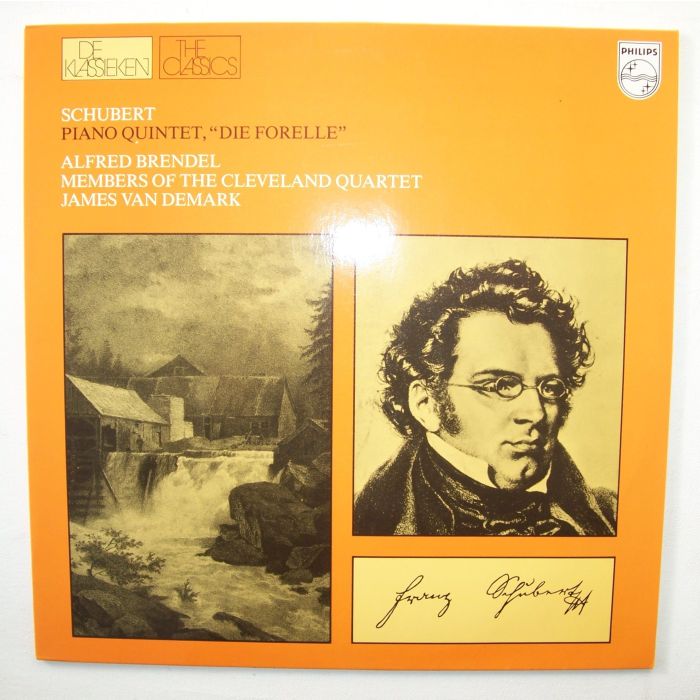 DE KLASSIEKEN
THE CLASSICS
PHILIPS
SCHUBERT
PIANO QUINTET, “DIE FORELLE”
ALFRED BRENDEL
MEMBERS OF THE CLEVELAND QUARTET
JAMES VAN DEMARK
Franz Schubert